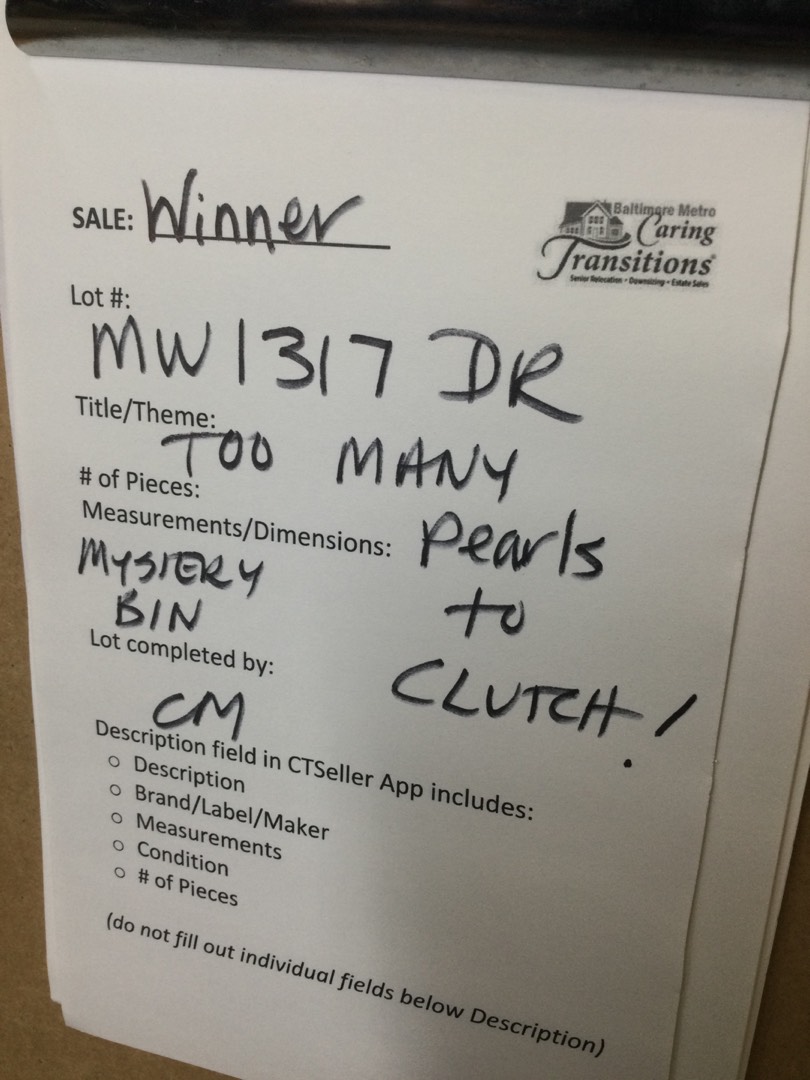 SALE: Winner
Baltimore Metro
Caring
Transitions
Senior Relocation • Downsizing • Estate Sales
Lot #:
MW1317 DR
Title/Theme:
TOO MANY
# of Pieces:
Measurements/Dimensions: Pearls
MYSTERY to
BIN
Lot completed by: CLUTCH!
CM
Description field in CTSeller App includes:
○ Description
○ Brand/Label/Maker
○ Measurements
○ Condition
○ # of Pieces
(do not fill out individual fields below Description)